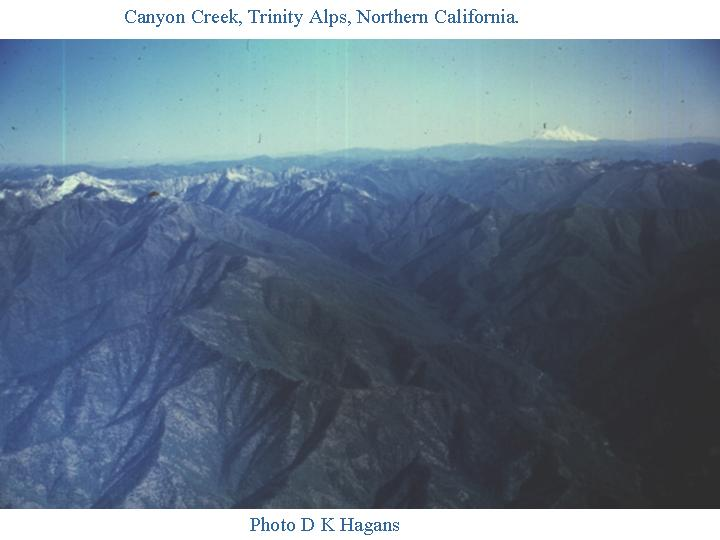 Canyon Creek, Trinity Alps, Northern California.
Photo D K Hagans